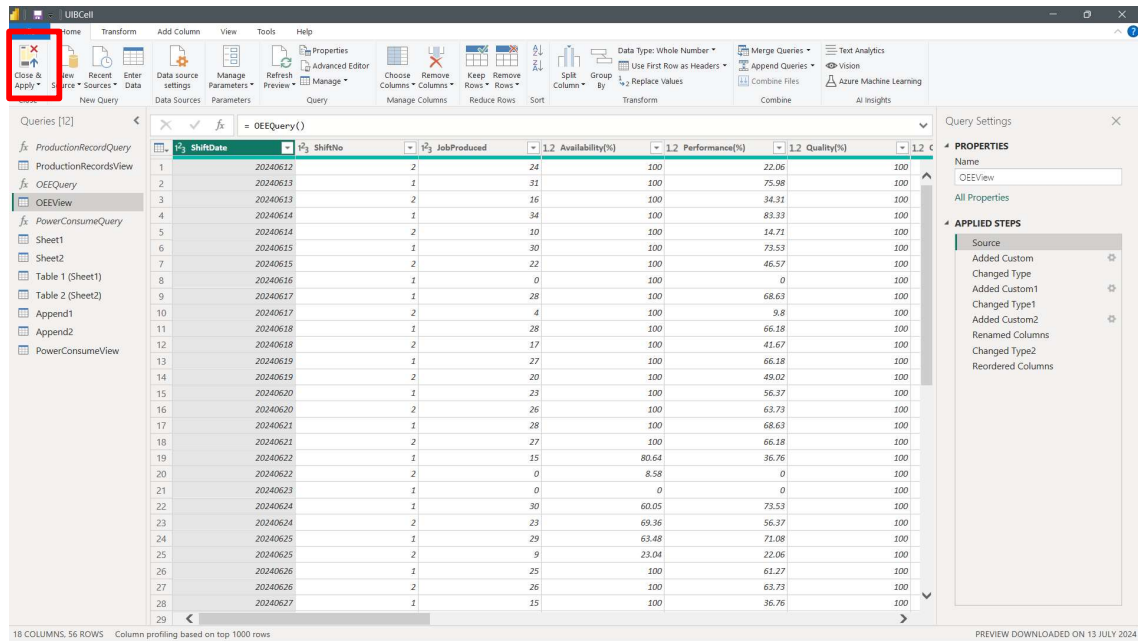 UIBCell
Home Transform Add Column View Tools Help
Close & Apply New Source Recent Sources Enter Data Data source settings Manage Parameters Refresh Preview Properties Advanced Editor Manage Choose Columns Remove Columns Keep Rows Remove Rows Split Column Group By Data Type: Whole Number Use First Row as Headers Replace Values Merge Queries Append Queries Combine Files Text Analytics Vision Azure Machine Learning
Close New Query Data Sources Parameters Query Manage Columns Reduce Rows Sort Transform Combine AI Insights
Queries [12]
fx ProductionRecordQuery
ProductionRecordsView
fx OEEQuery
OEEView
fx PowerConsumeQuery
Sheet1
Sheet2
Table 1 (Sheet1)
Table 2 (Sheet2)
Append1
Append2
PowerConsumeView
fx = OEEQuery()
ShiftDate ShiftNo JobProduced 1.2 Availability(%) 1.2 Performance(%) 1.2 Quality(%) 1.2
1 20240612 2 24 100 22.06 100
2 20240613 1 31 100 75.98 100
3 20240613 2 16 100 34.31 100
4 20240614 1 34 100 83.33 100
5 20240614 2 10 100 14.71 100
6 20240615 1 30 100 73.53 100
7 20240615 2 22 100 46.57 100
8 20240616 1 0 100 0 100
9 20240617 1 28 100 68.63 100
10 20240617 2 4 100 9.8 100
11 20240618 1 28 100 66.18 100
12 20240618 2 17 100 41.67 100
13 20240619 1 27 100 66.18 100
14 20240619 2 20 100 49.02 100
15 20240620 1 23 100 56.37 100
16 20240620 2 26 100 63.73 100
17 20240621 1 28 100 68.63 100
18 20240621 2 27 100 66.18 100
19 20240622 1 15 80.64 36.76 100
20 20240622 2 0 8.58 0 100
21 20240623 1 0 0 0 100
22 20240624 1 30 60.05 73.53 100
23 20240624 2 23 69.36 56.37 100
24 20240625 1 29 63.48 71.08 100
25 20240625 2 9 23.04 22.06 100
26 20240626 1 25 100 61.27 100
27 20240626 2 26 100 63.73 100
28 20240627 1 15 100 36.76 100
29
Query Settings
PROPERTIES
Name
OEEView
All Properties
APPLIED STEPS
Source
Added Custom
Changed Type
Added Custom1
Changed Type1
Added Custom2
Renamed Columns
Changed Type2
Reordered Columns
18 COLUMNS, 56 ROWS Column profiling based on top 1000 rows
PREVIEW DOWNLOADED ON 13 JULY 2024